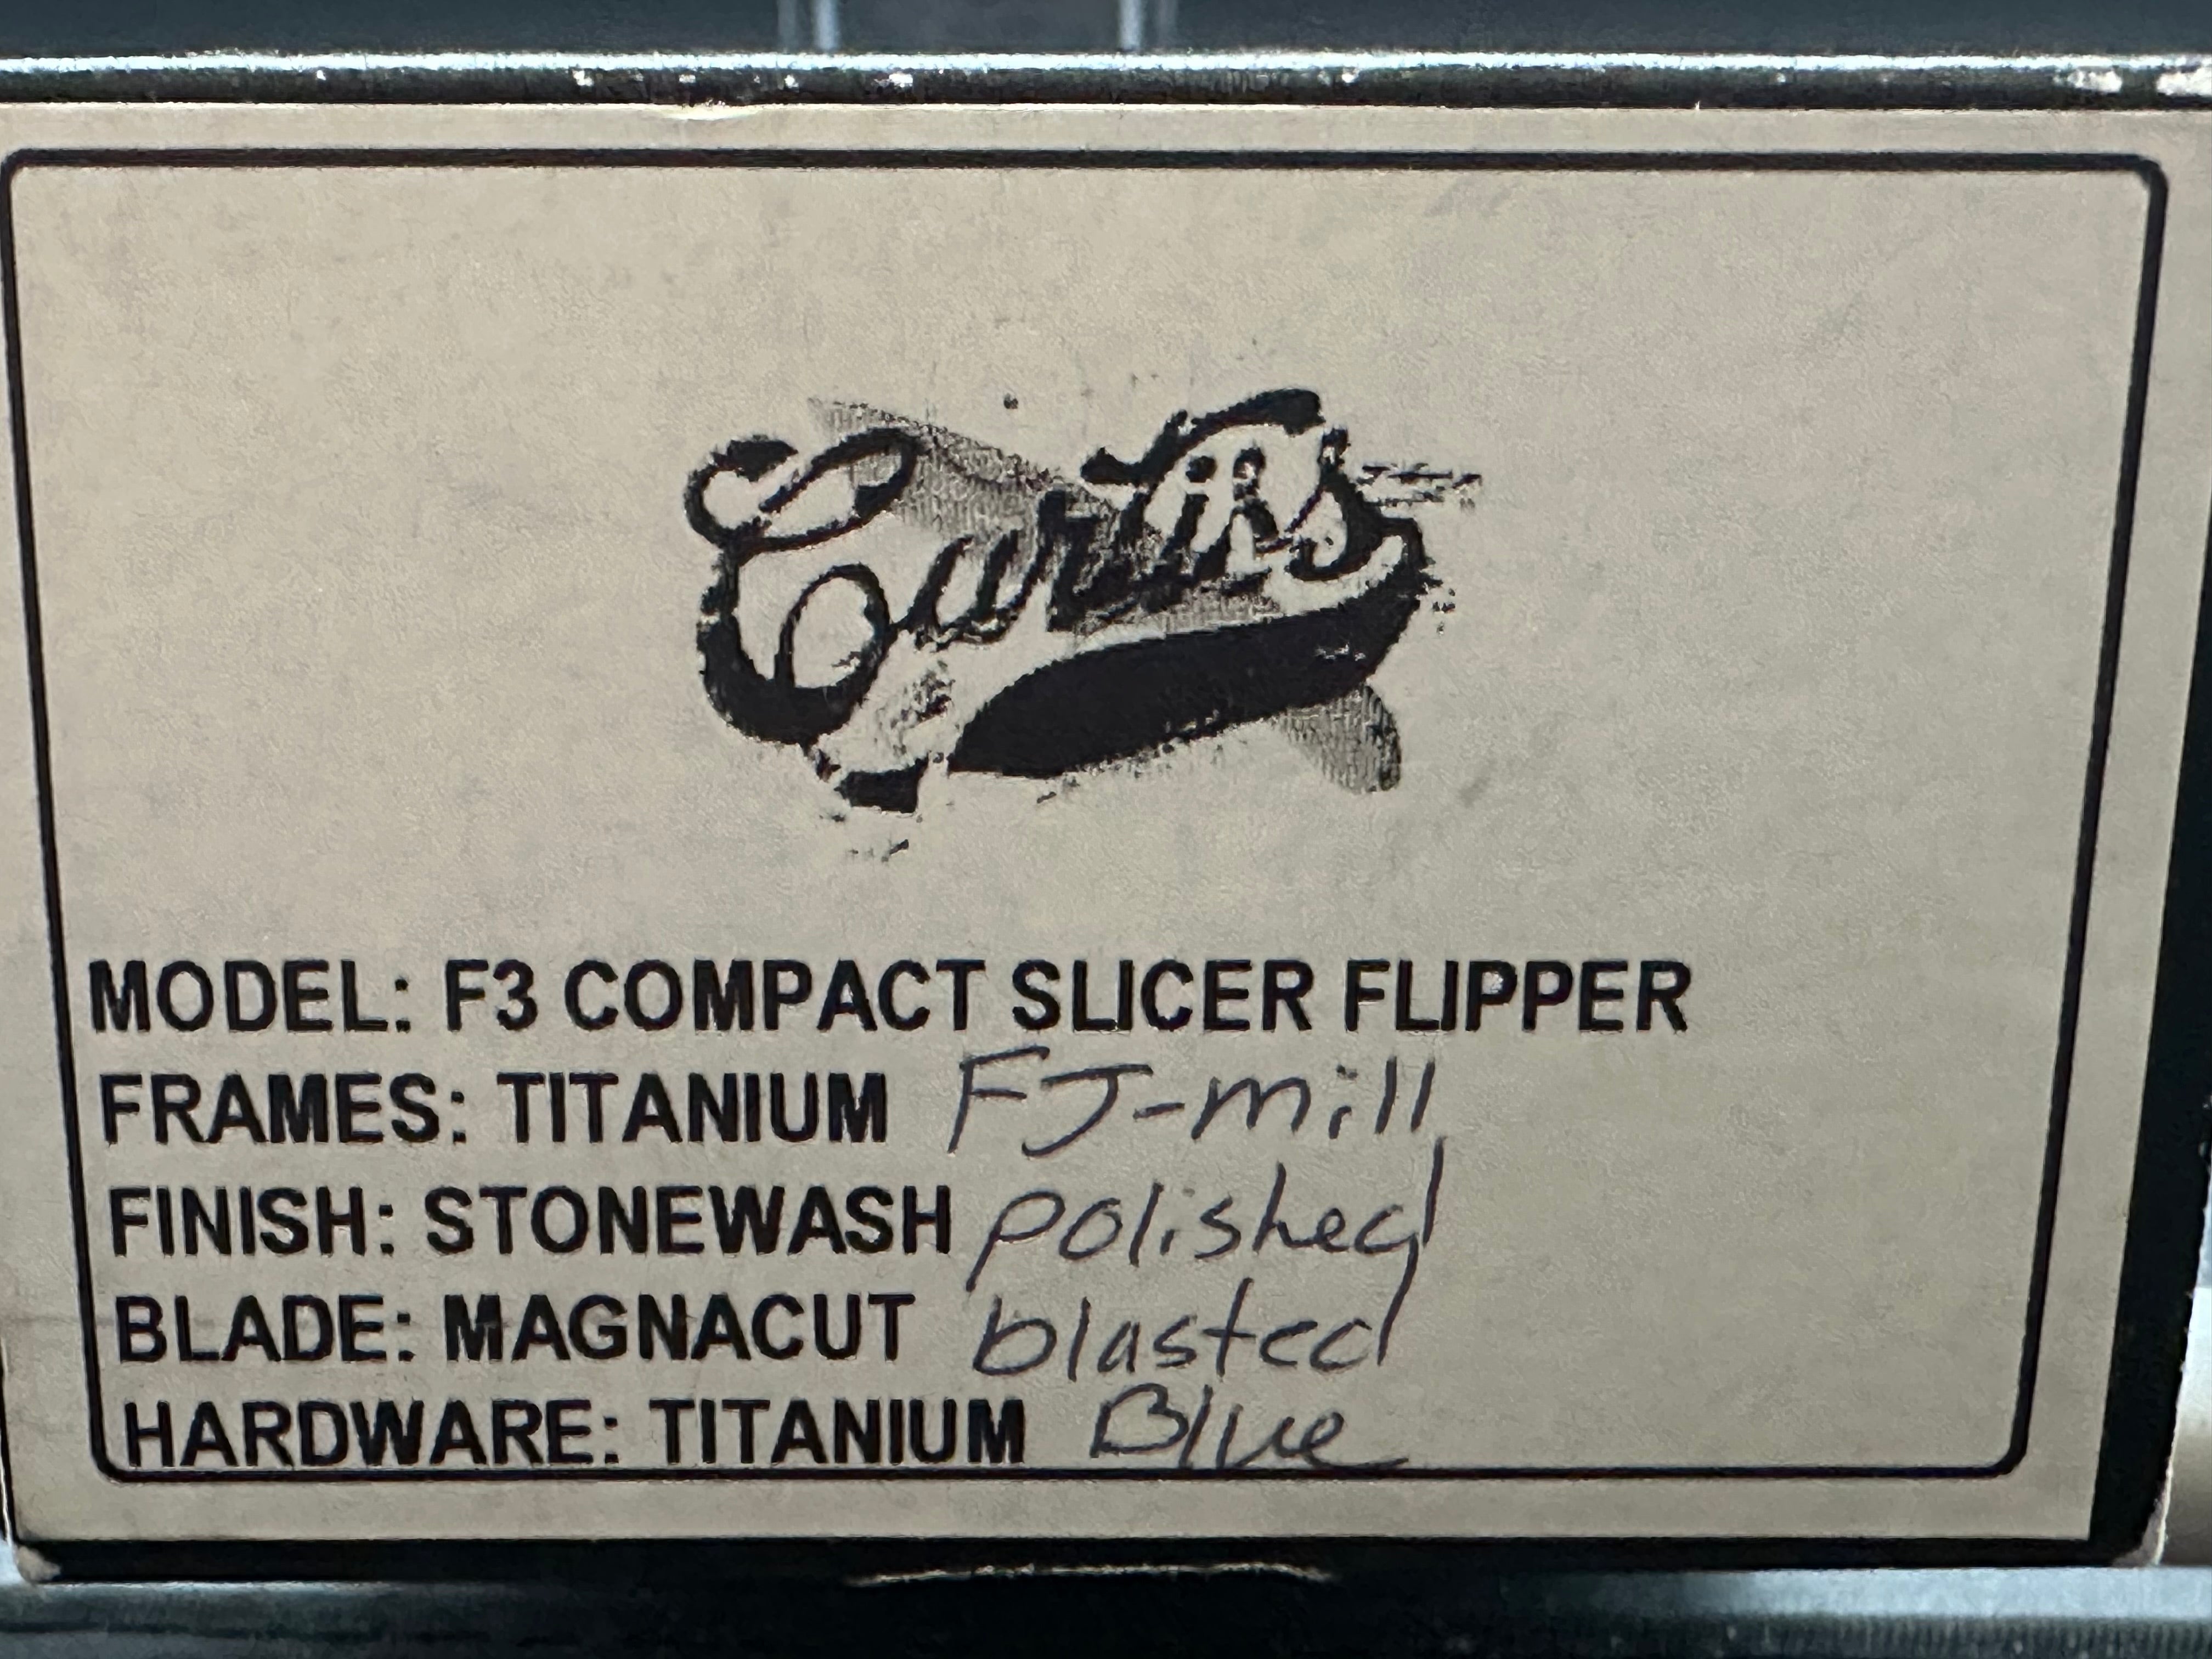 Curtiss
MODEL: F3 COMPACT SLICER FLIPPER
FRAMES: TITANIUM FJ-mill
FINISH: STONEWASH polished
BLADE: MAGNACUT blasted
HARDWARE: TITANIUM Blue